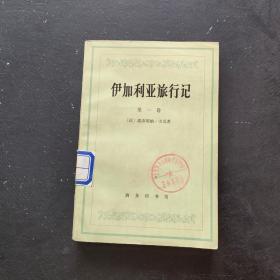 伊加利亚旅行记
第一卷
〔法〕埃蒂耶纳·卡贝著
商务印书馆